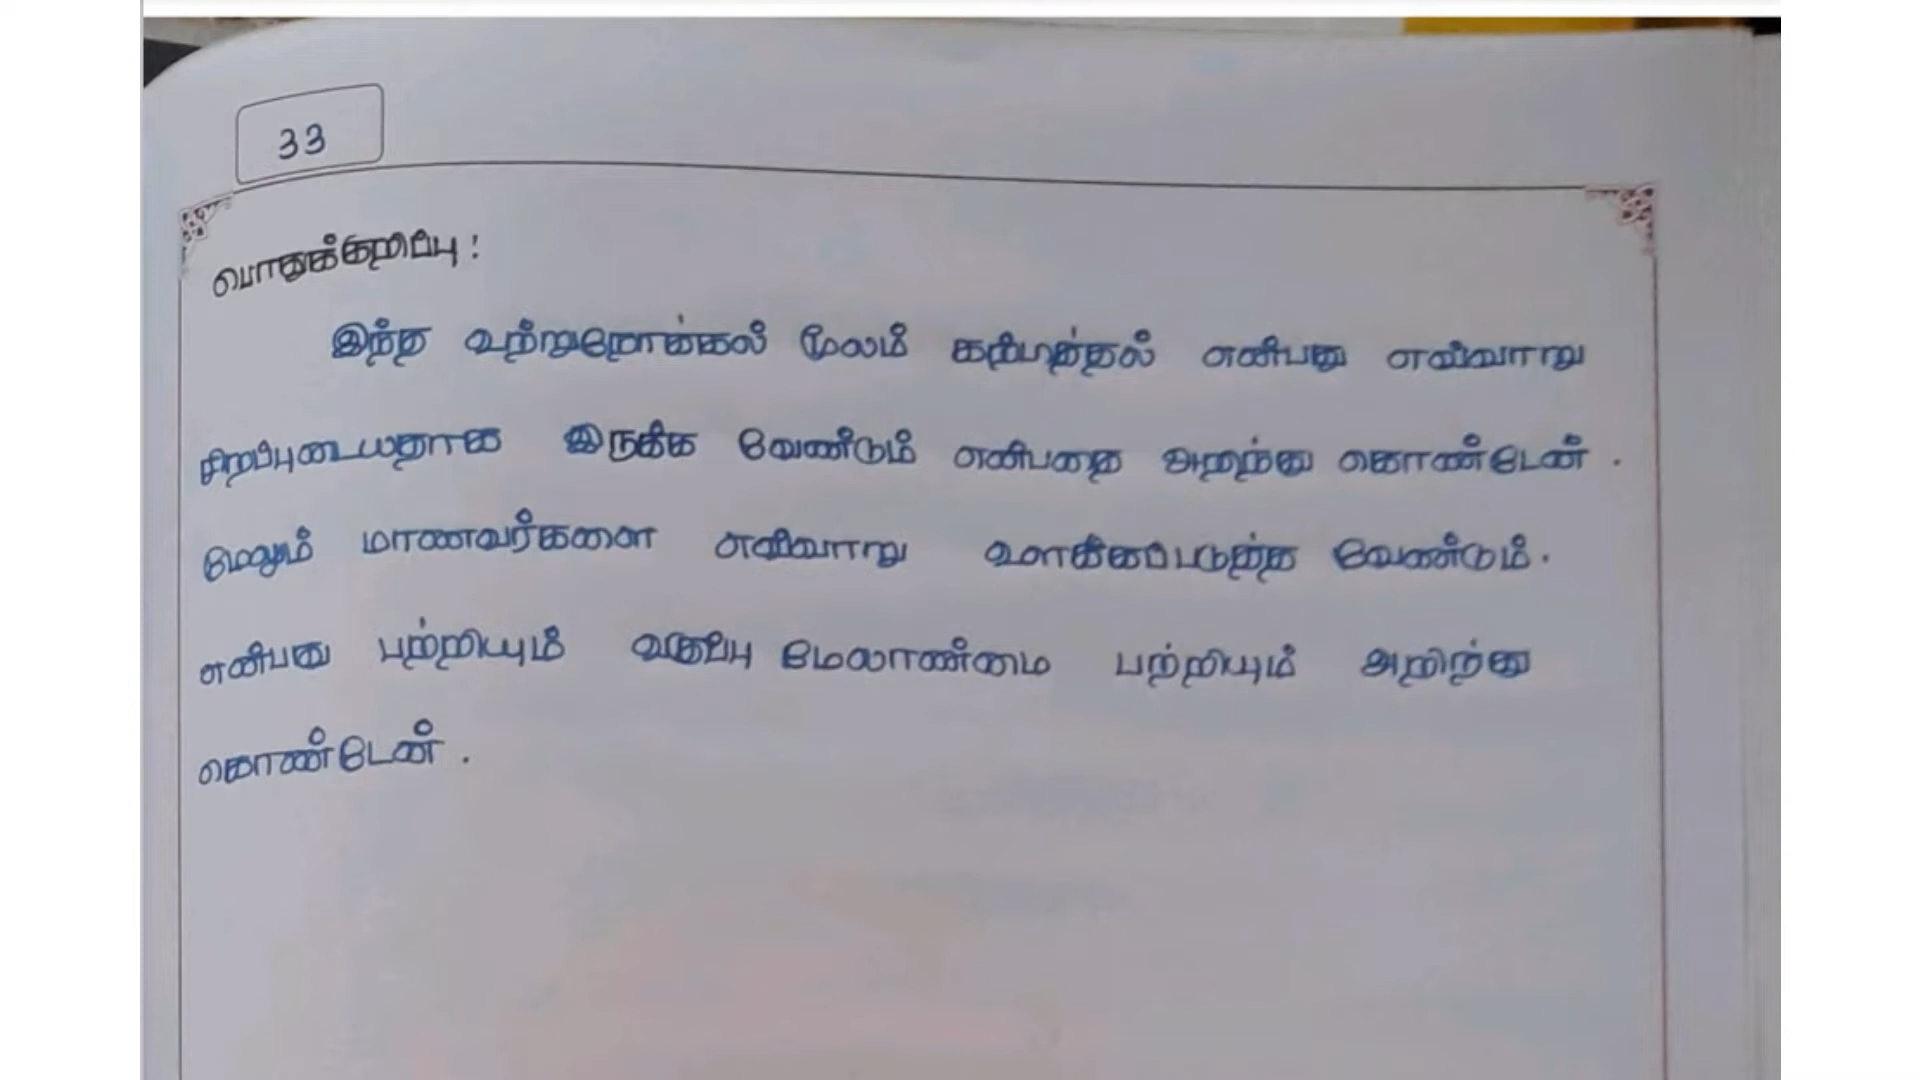 33
பொதுக்குறிப்பு :
இந்த உற்றுநோக்கல் மூலம் கற்பித்தல் என்பது எவ்வாறு
சிறப்புடையதாக இருக்க வேண்டும் என்பதை அறிந்து கொண்டேன் .
மேலும் மாணவர்களை எவ்வாறு ஊக்கப்படுத்த வேண்டும் .
என்பது பற்றியும் வகுப்பு மேலாண்மை பற்றியும் அறிந்து
கொண்டேன் .